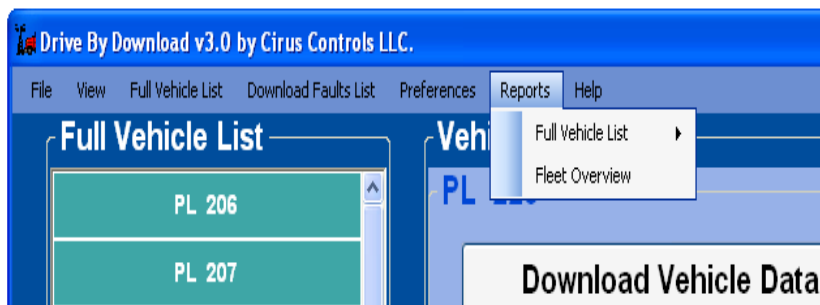 Drive By Download v3.0 by Cirus Controls LLC.
File View Full Vehicle List Download Faults List Preferences Reports Help
Full Vehicle List
Fleet Overview
Full Vehicle List
PL 206
PL 207
PL
Download Vehicle Data